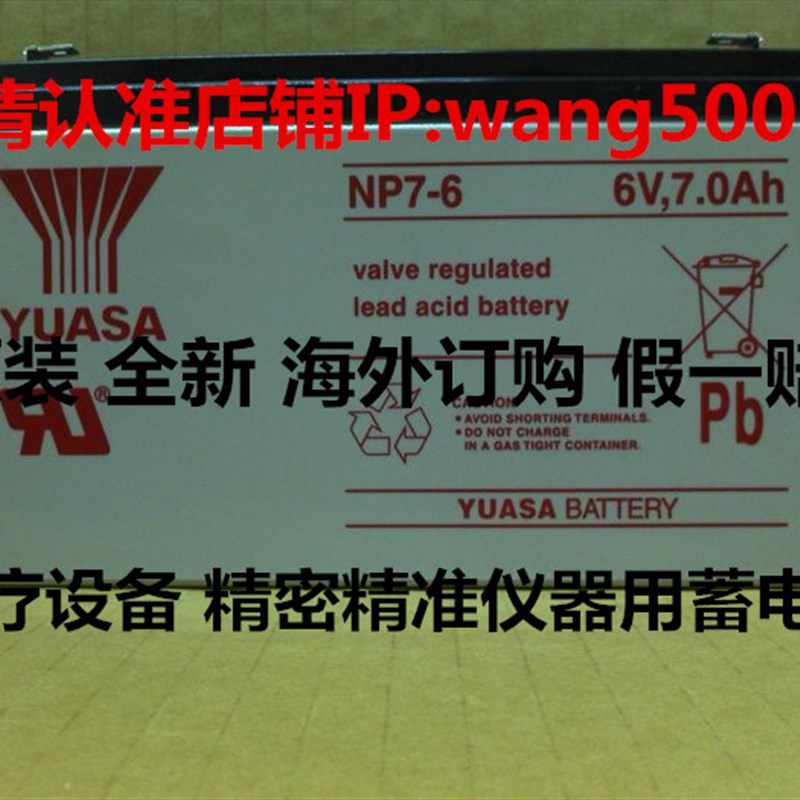 请认准店铺IP:wang500
YUASA
NP7-6 6V,7.0Ah
valve regulated
lead acid battery
装 全新 海外订购 假一赔
CAUTION
• AVOID SHORTING TERMINALS.
• DO NOT CHARGE
IN A GAS TIGHT CONTAINER.
Pb
YUASA BATTERY
疗设备 精密精准仪器用蓄电